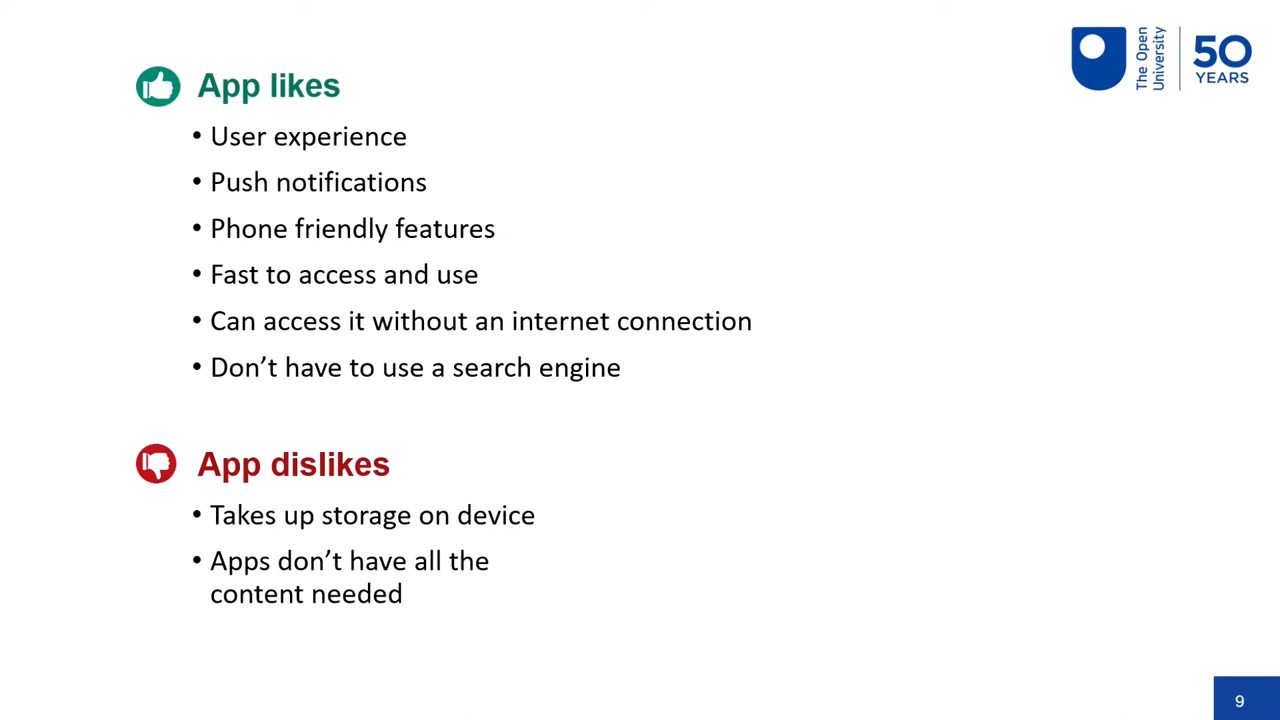 App likes
• User experience
• Push notifications
• Phone friendly features
• Fast to access and use
• Can access it without an internet connection
• Don’t have to use a search engine
App dislikes
• Takes up storage on device
• Apps don’t have all the
content needed
The Open
University
50
YEARS
9